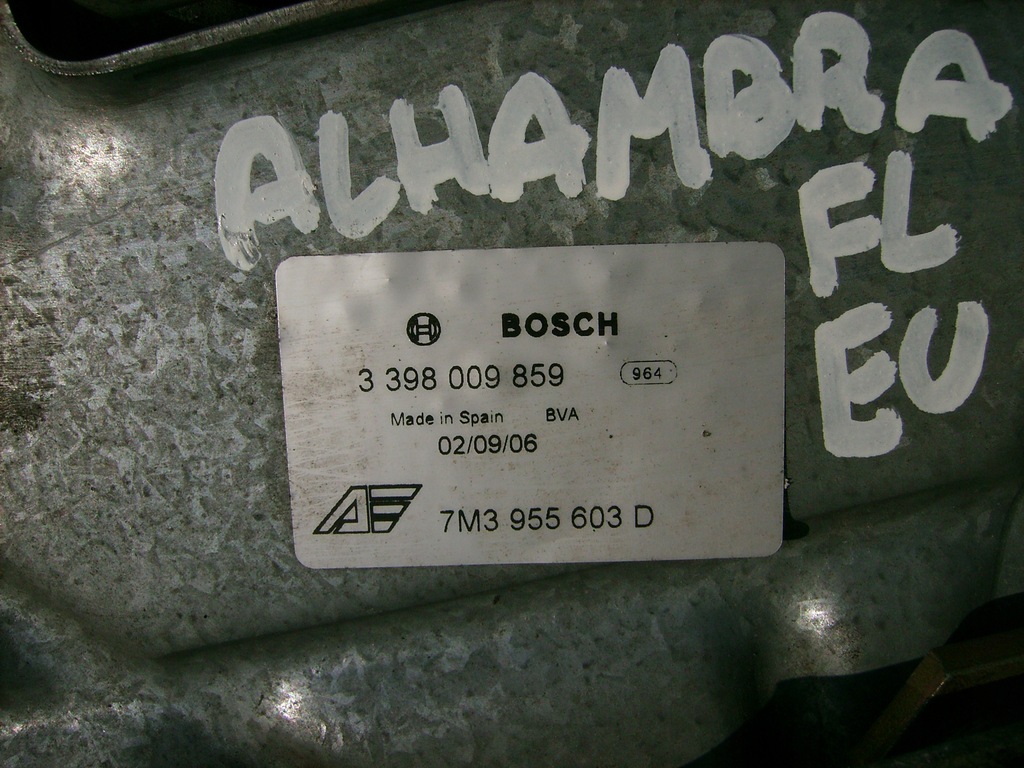 ALHAMBRA
FL
EU
BOSCH
3 398 009 859 964
Made in Spain BVA
02/09/06
AE 7M3 955 603 D